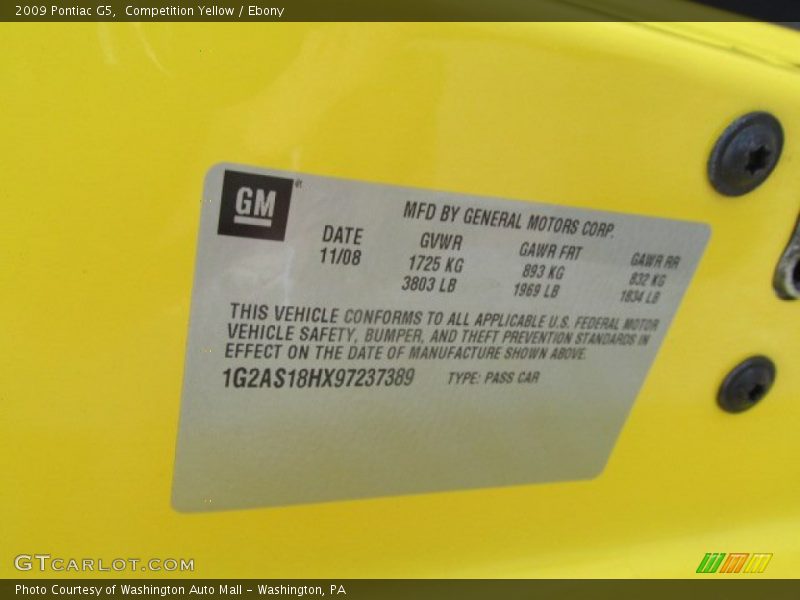 2009 Pontiac G5,  Competition Yellow / Ebony
GM
MFD BY GENERAL MOTORS CORP.
DATE GVWR GAWR FRT GAWR RR
11/08 1725 KG 893 KG 832 KG
3803 LB 1969 LB 1834 LB
THIS VEHICLE CONFORMS TO ALL APPLICABLE U.S. FEDERAL MOTOR
VEHICLE SAFETY, BUMPER, AND THEFT PREVENTION STANDARDS IN
EFFECT ON THE DATE OF MANUFACTURE SHOWN ABOVE.
1G2AS18HX97237389 TYPE: PASS CAR
GTCARLOT.COM
Photo Courtesy of Washington Auto Mall - Washington, PA